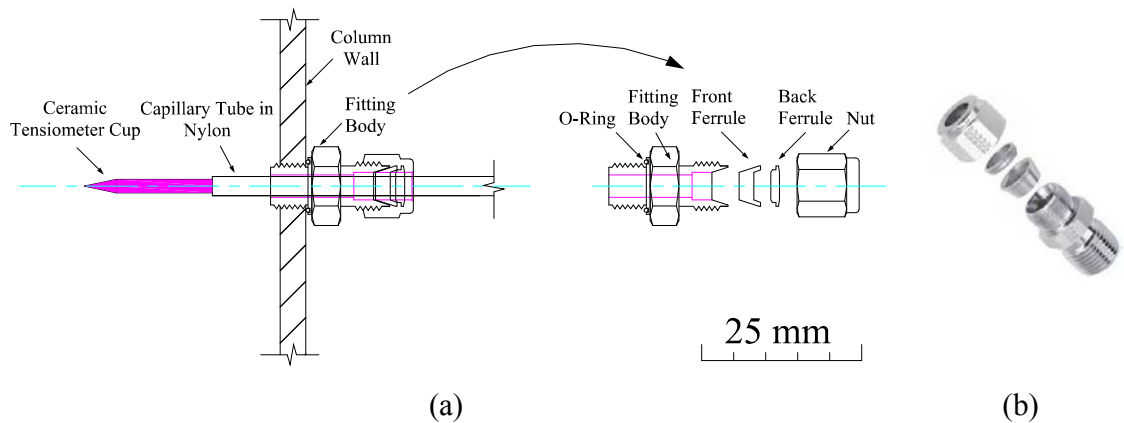 Column
Wall
Ceramic
Tensiometer Cup
Capillary Tube in
Nylon
Fitting
Body
O-Ring
Fitting
Body
Front
Ferrule
Back
Ferrule
Nut
25 mm
(a)
(b)